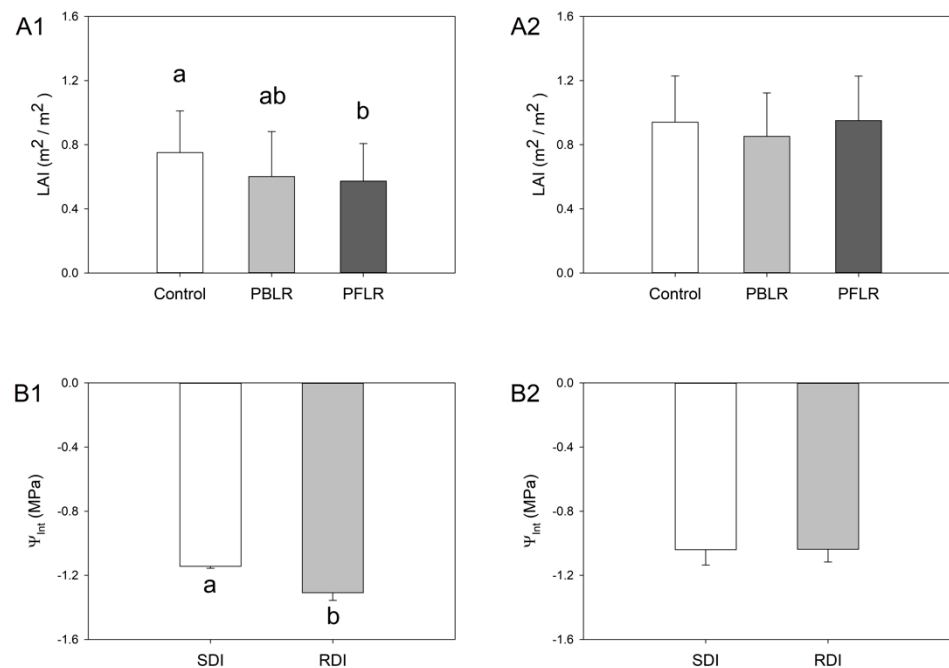 A1
LAI (m² / m²)
1.6
1.2
0.8
0.4
0.0
a
ab
b
Control PBLR PFLR
A2
LAI (m² / m²)
1.6
1.2
0.8
0.4
0.0
Control PBLR PFLR
B1
ΨInt (MPa)
0.0
-0.4
-0.8
-1.2
-1.6
a
b
SDI RDI
B2
ΨInt (MPa)
0.0
-0.4
-0.8
-1.2
-1.6
SDI RDI